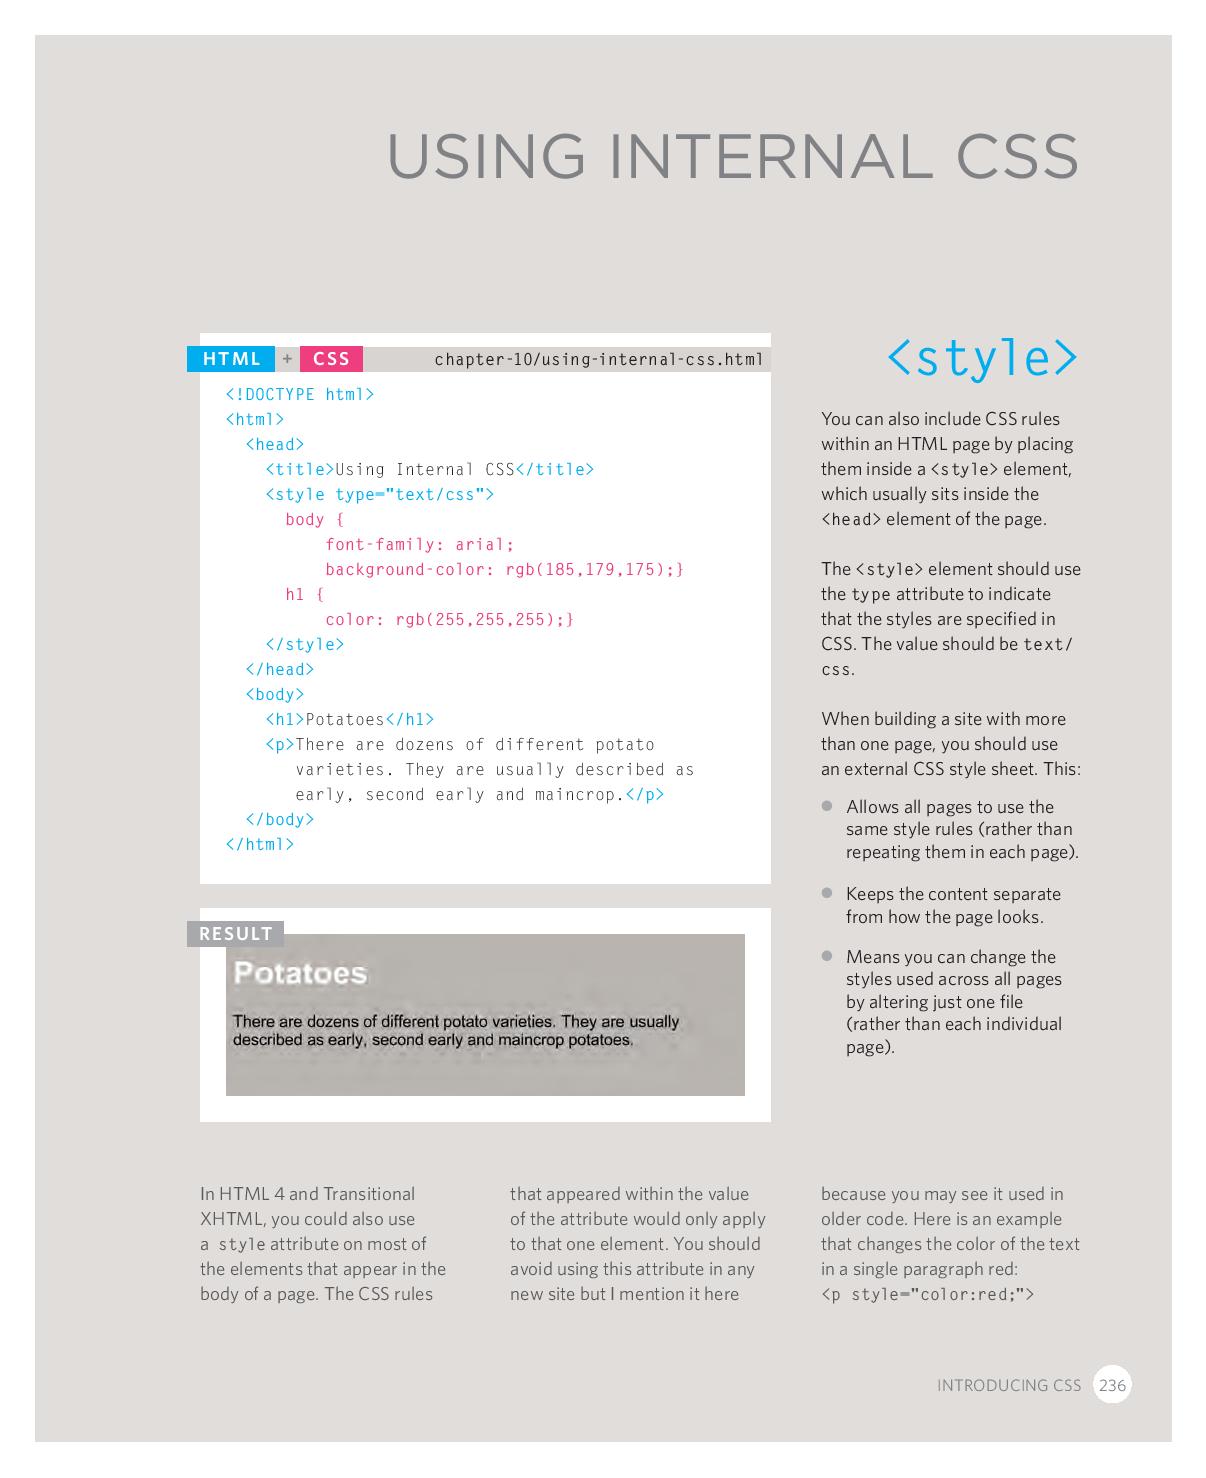 USING INTERNAL CSS
HTML + CSS chapter-10/using-internal-css.html
<!DOCTYPE html>
<html>
<head>
<title>Using Internal CSS</title>
<style type="text/css">
body {
font-family: arial;
background-color: rgb(185,179,175);}
h1 {
color: rgb(255,255,255);}
</style>
</head>
<body>
<h1>Potatoes</h1>
<p>There are dozens of different potato
varieties. They are usually described as
early, second early and maincrop.</p>
</body>
</html>
RESULT
Potatoes
There are dozens of different potato varieties. They are usually
described as early, second early and maincrop potatoes.
<style>
You can also include CSS rules
within an HTML page by placing
them inside a <style> element,
which usually sits inside the
<head> element of the page.
The <style> element should use
the type attribute to indicate
that the styles are specified in
CSS. The value should be text/
css.
When building a site with more
than one page, you should use
an external CSS style sheet. This:
● Allows all pages to use the
same style rules (rather than
repeating them in each page).
● Keeps the content separate
from how the page looks.
● Means you can change the
styles used across all pages
by altering just one file
(rather than each individual
page).
In HTML 4 and Transitional
XHTML, you could also use
a style attribute on most of
the elements that appear in the
body of a page. The CSS rules
that appeared within the value
of the attribute would only apply
to that one element. You should
avoid using this attribute in any
new site but I mention it here
because you may see it used in
older code. Here is an example
that changes the color of the text
in a single paragraph red:
<p style="color:red;">
INTRODUCING CSS 236